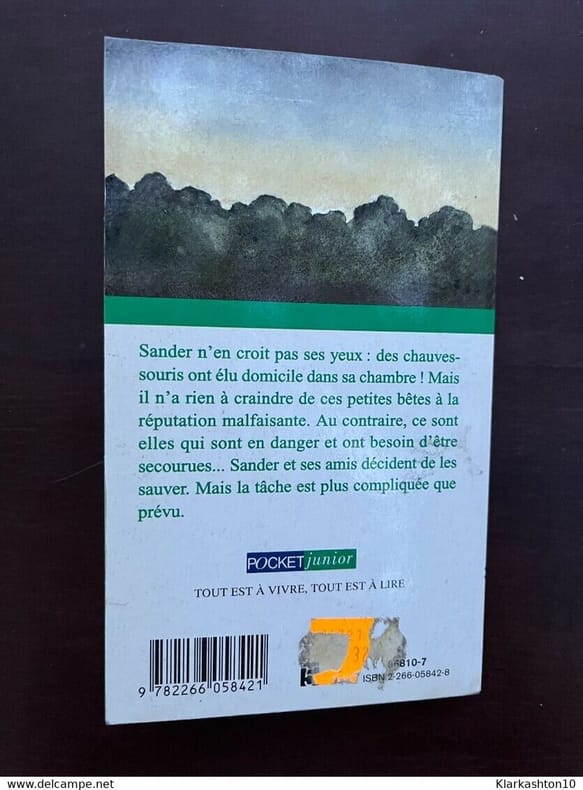 Sander n'en croit pas ses yeux : des chauves-
souris ont élu domicile dans sa chambre ! Mais
il n'a rien à craindre de ces petites bêtes à la
réputation malfaisante. Au contraire, ce sont
elles qui sont en danger et ont besoin d'être
secourues... Sander et ses amis décident de les
sauver. Mais la tâche est plus compliquée que
prévu.
POCKET junior
TOUT EST À VIVRE, TOUT EST À LIRE
6810-7
ISBN 2-266-05842-8
9 782266 058421
www.delcampe.net
Klarkashton10